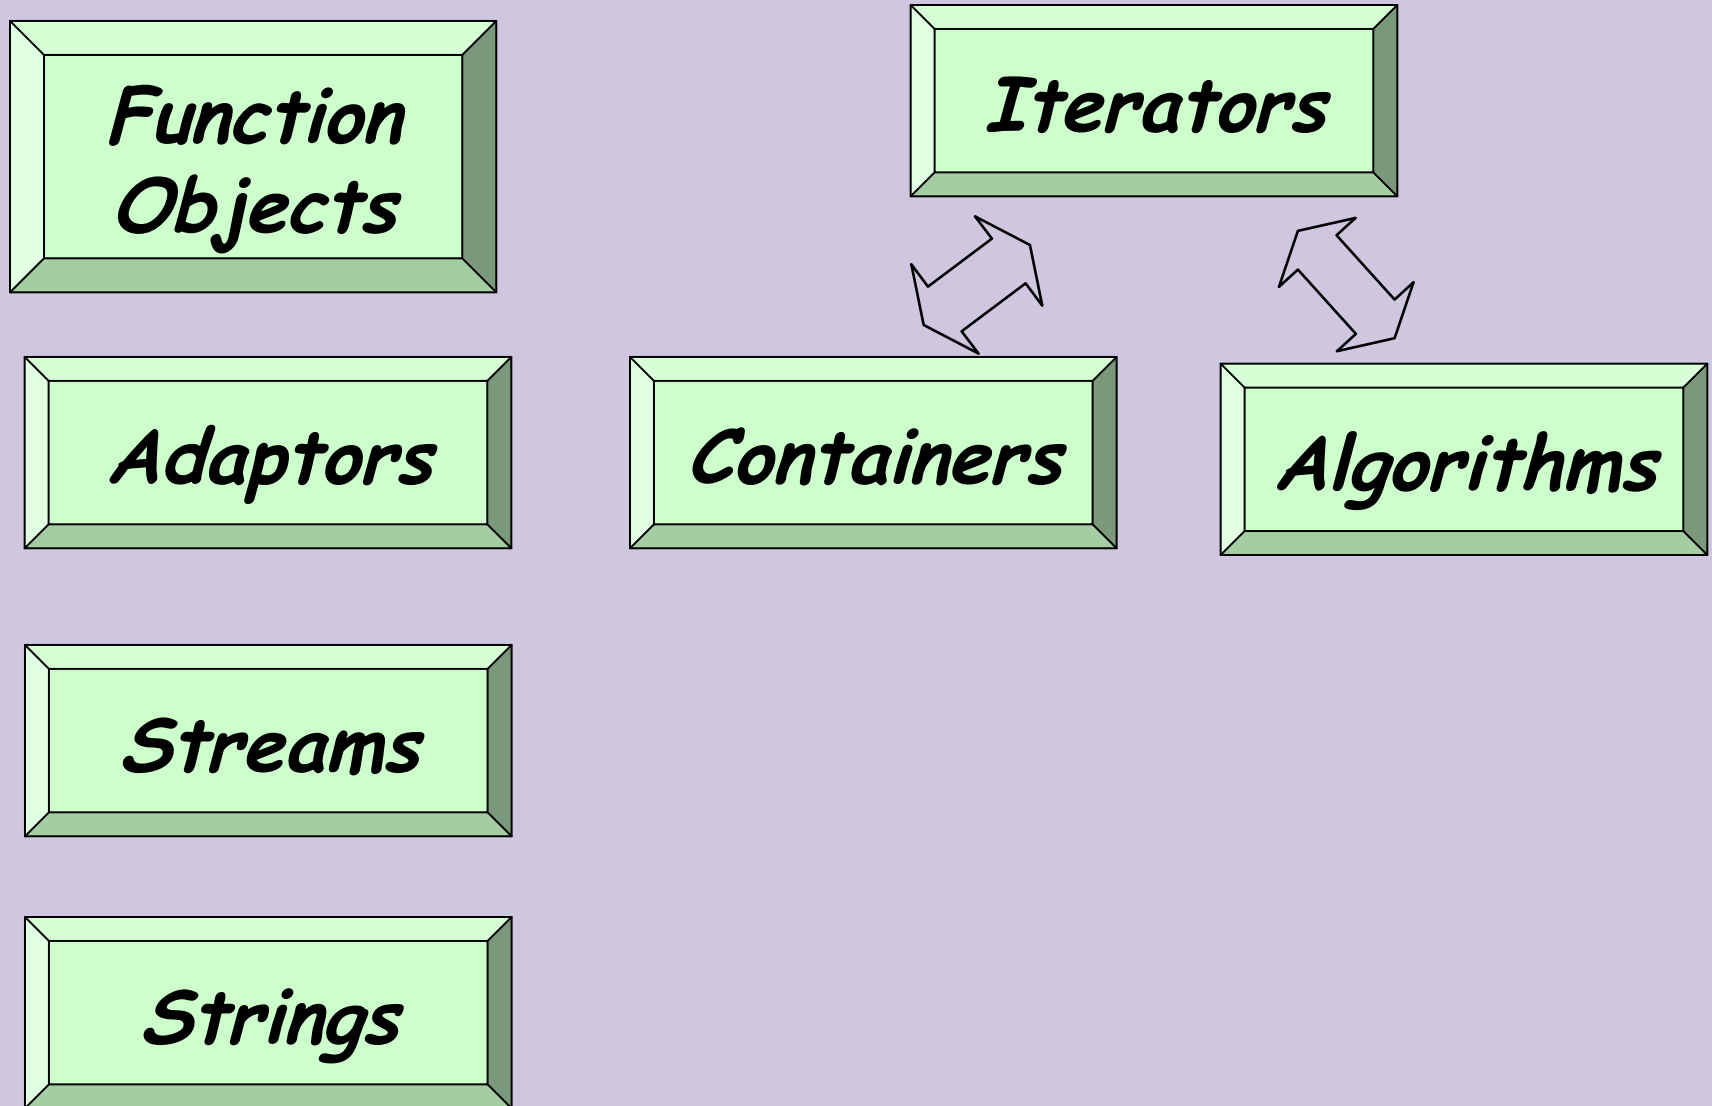 Function
Objects
Iterators
Adaptors
Containers
Algorithms
Streams
Strings